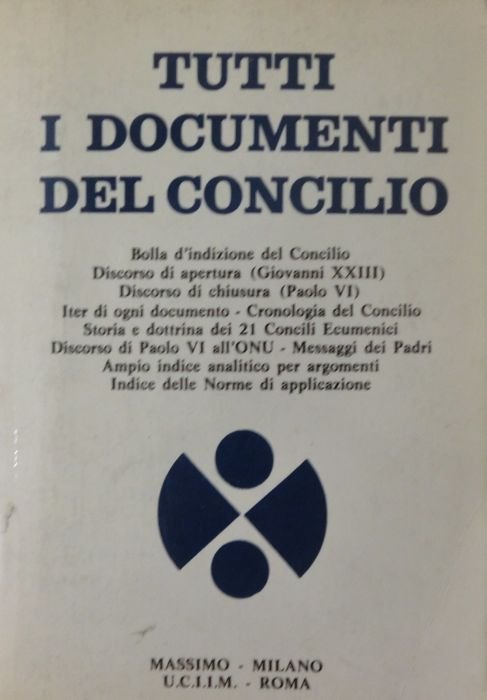 TUTTI
I DOCUMENTI
DEL CONCILIO
Bolla d'indizione del Concilio
Discorso di apertura (Giovanni XXIII)
Discorso di chiusura (Paolo VI)
Iter di ogni documento - Cronologia del Concilio
Storia e dottrina dei 21 Concili Ecumenici
Discorso di Paolo VI all'ONU - Messaggi dei Padri
Ampio indice analitico per argomenti
Indice delle Norme di applicazione
MASSIMO - MILANO
U.C.I.I.M. - ROMA